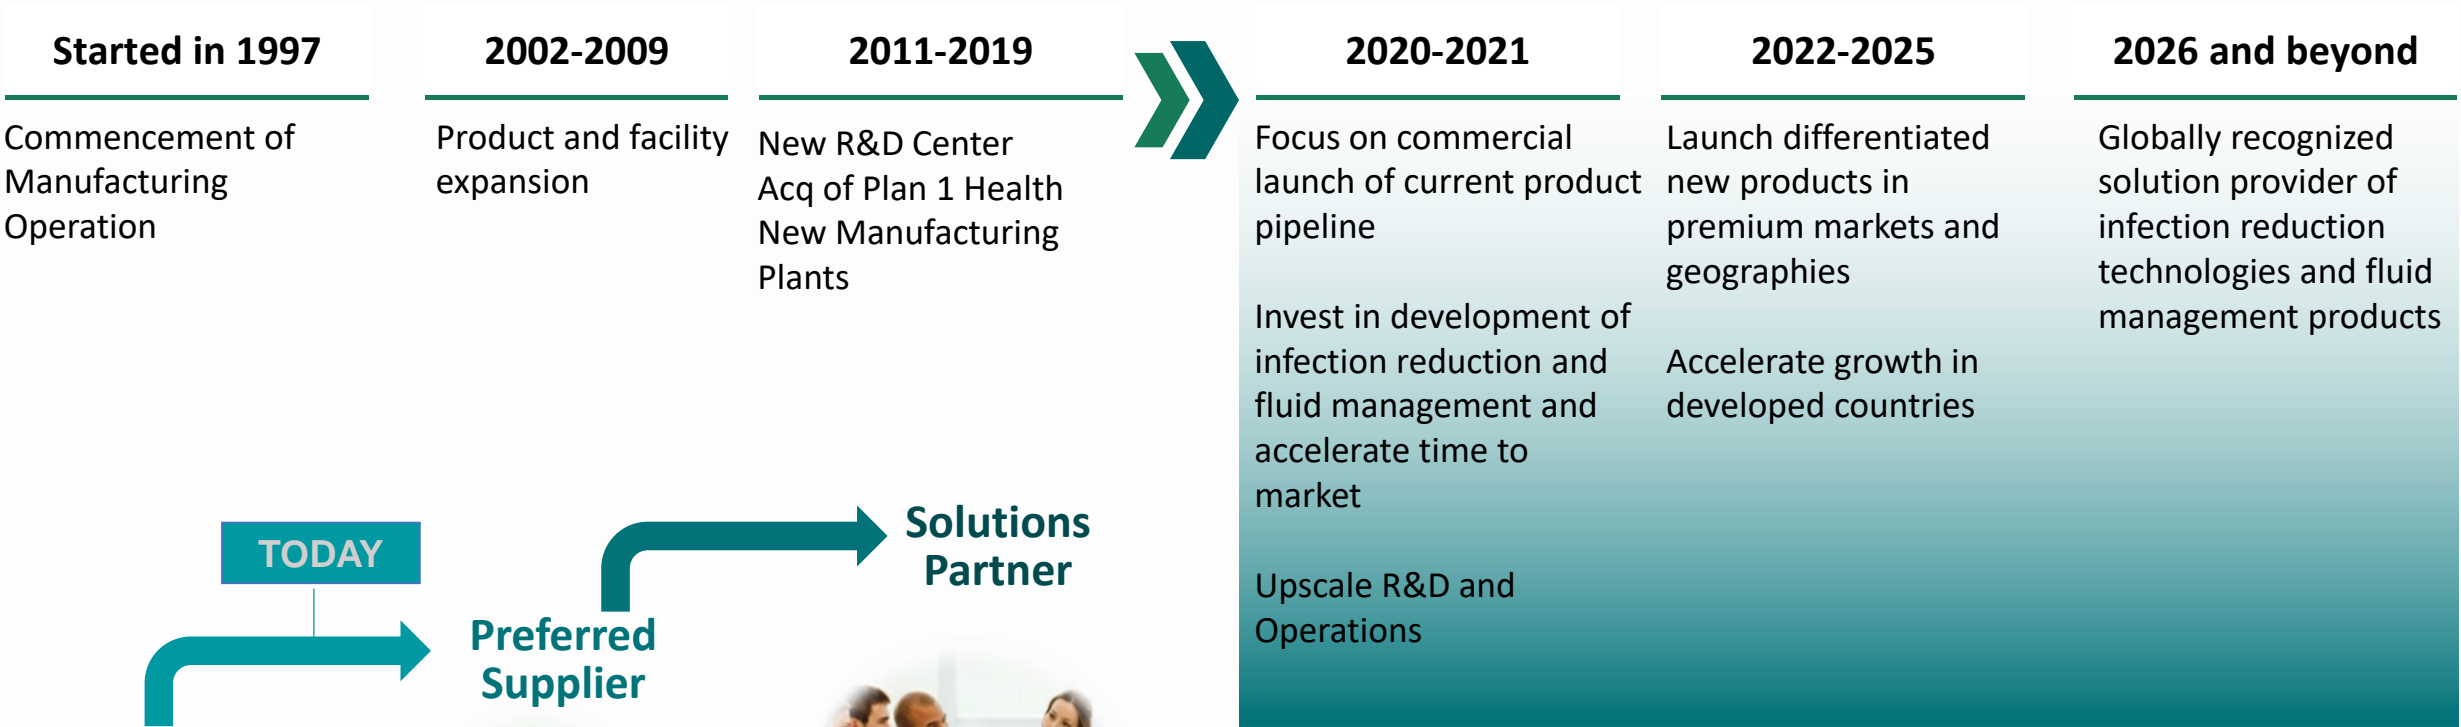 Started in 1997
Commencement of
Manufacturing
Operation
2002-2009
Product and facility
expansion
2011-2019
New R&D Center
Acq of Plan 1 Health
New Manufacturing
Plants
2020-2021
Focus on commercial
launch of current product
pipeline
Invest in development of
infection reduction and
fluid management and
accelerate time to
market
Upscale R&D and
Operations
2022-2025
Launch differentiated
new products in
premium markets and
geographies
Accelerate growth in
developed countries
2026 and beyond
Globally recognized
solution provider of
infection reduction
technologies and fluid
management products
TODAY
Preferred
Supplier
Solutions
Partner